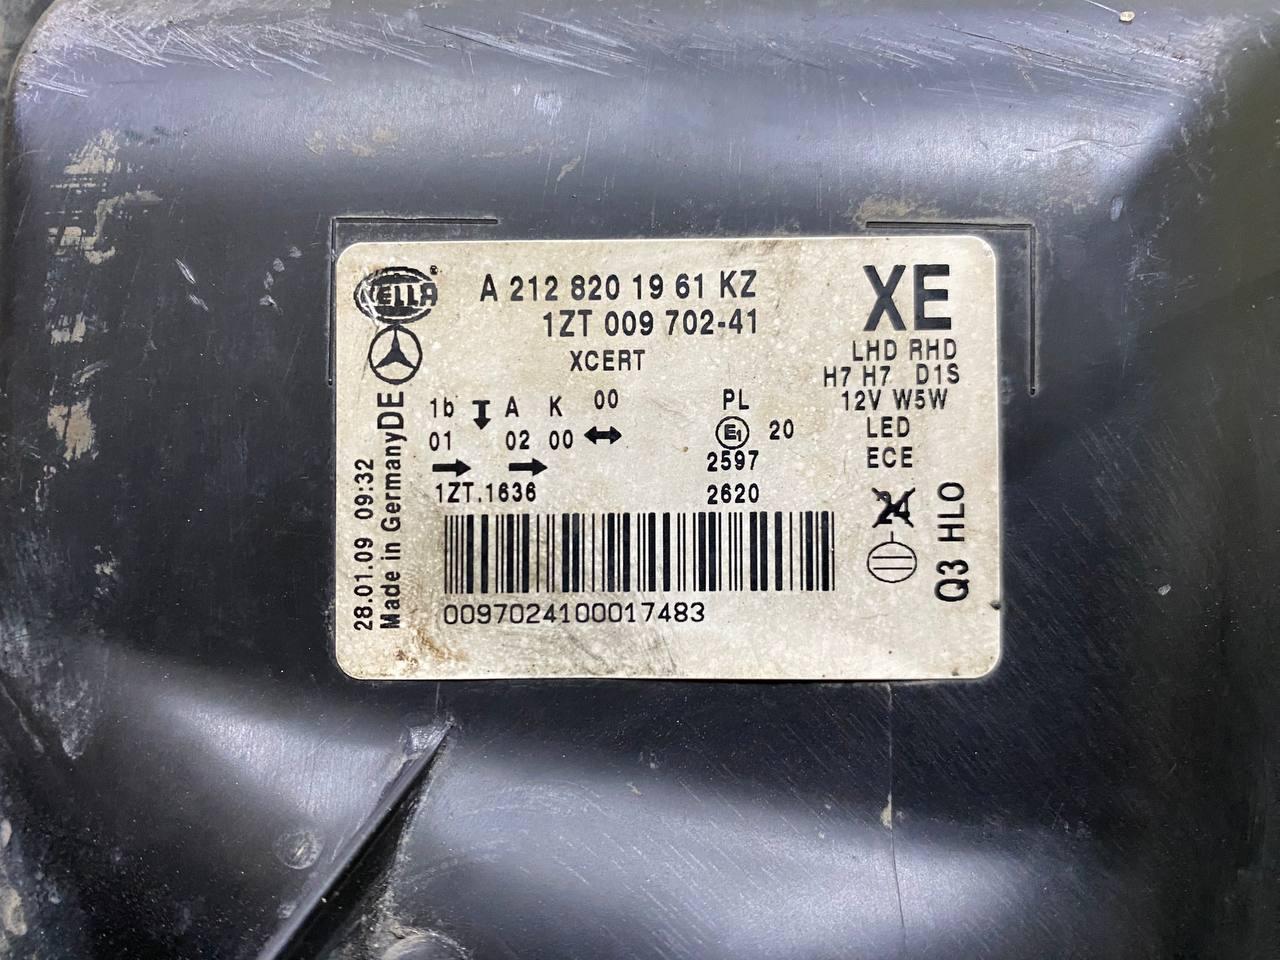 HELLA ®
A 212 820 19 61 KZ
1ZT 009 702-41
XCERT
XE
LHD RHD
H7 H7 D1S
12V W5W
LED
ECE
1b A K 00
01 02 00
1ZT.1636
PL
E1 20
2597
2620
24
Q3 HLO
DE
Made in Germany
28.01.09 09:32
0097024100017483